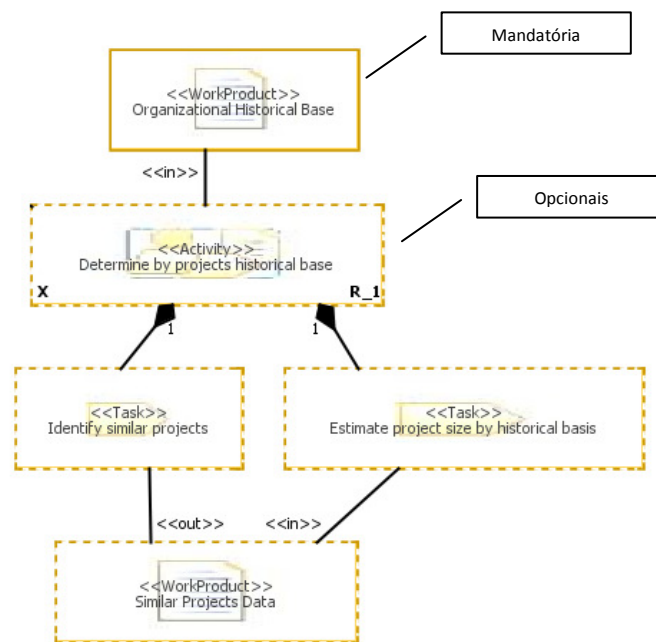 Mandatória
<<WorkProduct>>
Organizational Historical Base
<<in>>
Opcionais
<<Activity>>
Determine by projects historical base
X
R_1
1
1
<<Task>>
Identify similar projects
<<Task>>
Estimate project size by historical basis
<<out>>
<<in>>
<<WorkProduct>>
Similar Projects Data